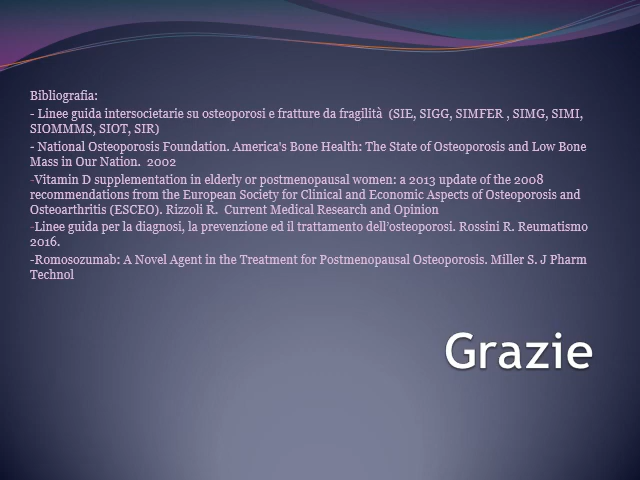 Bibliografia:
- Linee guida intersocietarie su osteoporosi e fratture da fragilità  (SIE, SIGG, SIMFER , SIMG, SIMI,
SIOMMMS, SIOT, SIR)
- National Osteoporosis Foundation. America's Bone Health: The State of Osteoporosis and Low Bone
Mass in Our Nation.  2002
-Vitamin D supplementation in elderly or postmenopausal women: a 2013 update of the 2008
recommendations from the European Society for Clinical and Economic Aspects of Osteoporosis and
Osteoarthritis (ESCEO). Rizzoli R.  Current Medical Research and Opinion
-Linee guida per la diagnosi, la prevenzione ed il trattamento dell’osteoporosi. Rossini R. Reumatismo
2016.
-Romosozumab: A Novel Agent in the Treatment for Postmenopausal Osteoporosis. Miller S. J Pharm
Technol
Grazie